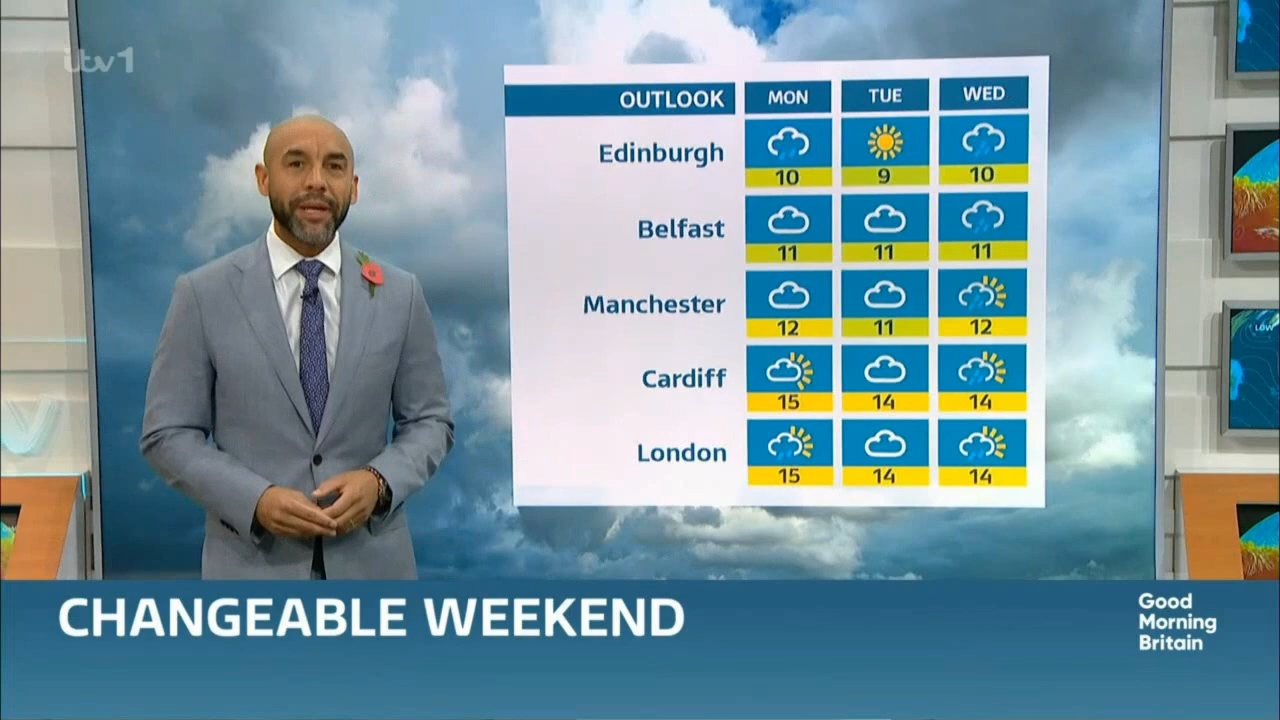 itv1
OUTLOOK MON TUE WED
Edinburgh 10 9 10
Belfast 11 11 11
Manchester 12 11 12
Cardiff 15 14 14
London 15 14 14
LOW
CHANGEABLE WEEKEND
Good
Morning
Britain